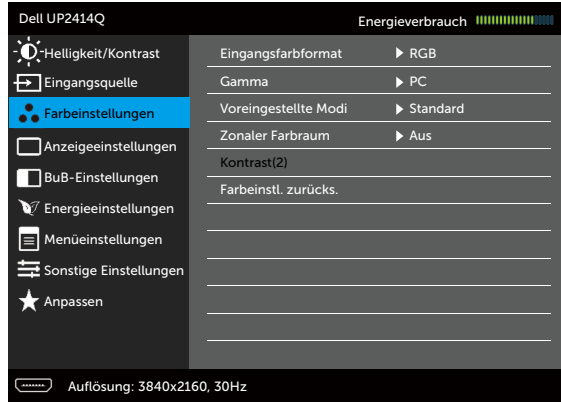 Dell UP2414Q
Energieverbrauch
Helligkeit/Kontrast
Eingangsquelle
Farbeinstellungen
Anzeigeeinstellungen
BuB-Einstellungen
Energieeinstellungen
Menüeinstellungen
Sonstige Einstellungen
Anpassen
Eingangsfarbformat RGB
Gamma PC
Voreingestellte Modi Standard
Zonaler Farbraum Aus
Kontrast(2)
Farbeinstl. zurücks.
Auflösung: 3840x2160, 30Hz